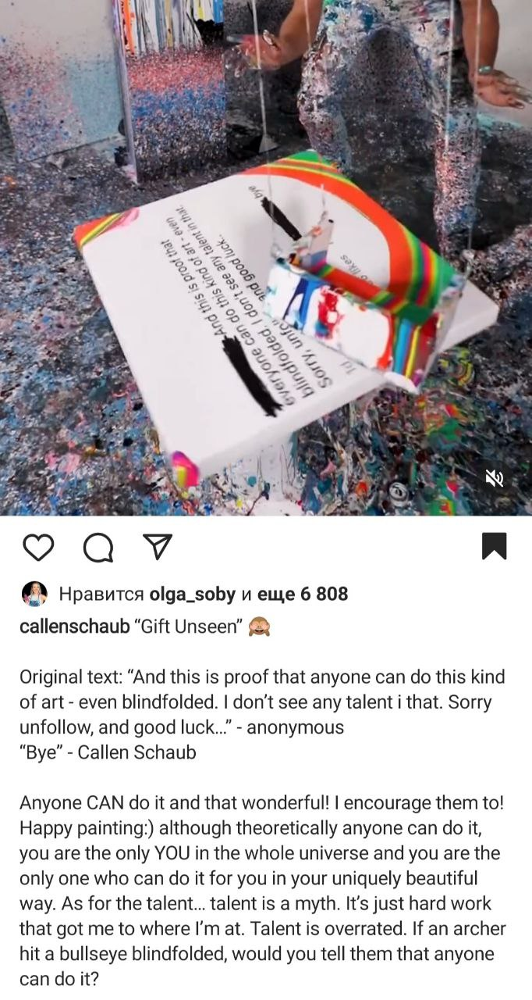 bye
And this is proof that
everyone can do this kind of art - even
blindfolded. I don't see any talent in that.
Sorry, unfo
and good luck..
1d
likes
Нравится olga_soby и еще 6 808
callenschaub “Gift Unseen” 🙈
Original text: “And this is proof that anyone can do this kind
of art - even blindfolded. I don’t see any talent i that. Sorry
unfollow, and good luck...” - anonymous
“Bye” - Callen Schaub
Anyone CAN do it and that wonderful! I encourage them to!
Happy painting:) although theoretically anyone can do it,
you are the only YOU in the whole universe and you are the
only one who can do it for you in your uniquely beautiful
way. As for the talent... talent is a myth. It’s just hard work
that got me to where I’m at. Talent is overrated. If an archer
hit a bullseye blindfolded, would you tell them that anyone
can do it?